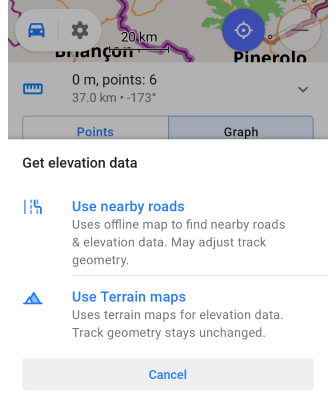 20 km
Briançon
Pinerolo
0 m, points: 6
37.0 km • -173°
Points
Graph
Get elevation data
Use nearby roads
Uses offline map to find nearby roads
& elevation data. May adjust track
geometry.
Use Terrain maps
Uses terrain maps for elevation data.
Track geometry stays unchanged.
Cancel